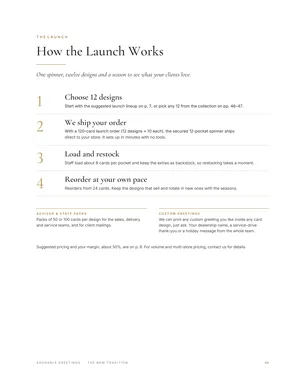 THE LAUNCH
How the Launch Works
One spinner, twelve designs and a season to see what your clients love.
1
Choose 12 designs
Start with the suggested launch lineup on p. 7, or pick any 12 from the collection on pp. 46–47.
2
We ship your order
With a 120-card launch order (12 designs × 10 each), the secured 12-pocket spinner ships
direct to your store. It sets up in minutes with no tools.
3
Load and restock
Staff load about 8 cards per pocket and keep the extras as backstock, so restocking takes a moment.
4
Reorder at your own pace
Reorders from 24 cards. Keep the designs that sell and rotate in new ones with the seasons.
ADVISOR & STAFF PACKS
Packs of 50 or 100 cards per design for the sales, delivery
and service teams, and for client mailings.
CUSTOM GREETINGS
We can print any custom greeting you like inside any card
design, just ask. Your dealership name, a service-drive
thank you or a holiday message from the whole team.
Suggested pricing and your margin, about 50%, are on p. 9. For volume and multi-store pricing, contact us for details.
THE NEW TRADITION